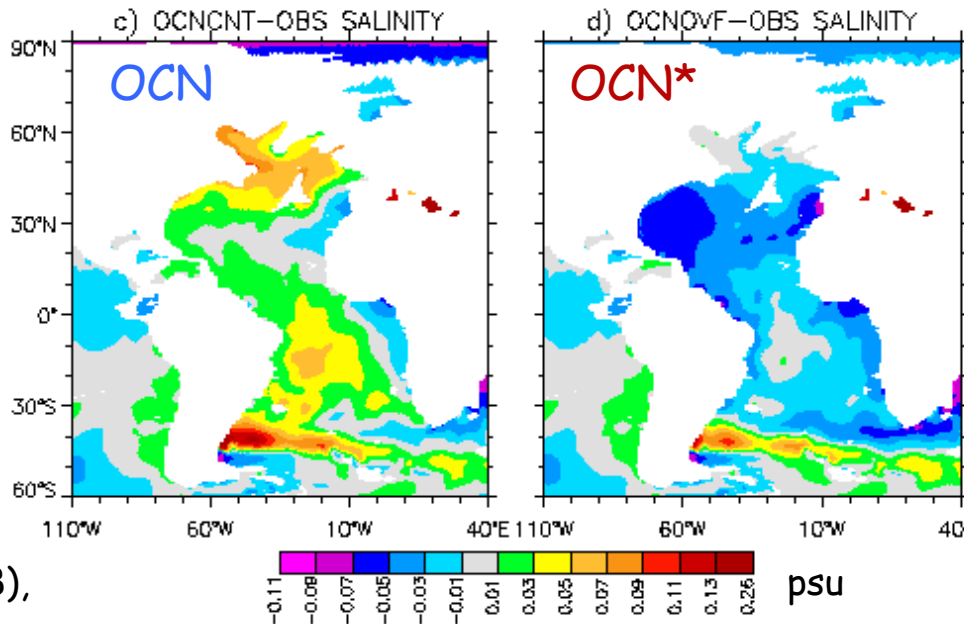 c) OCNCNT-OBS SALINITY
d) OCNOVF-OBS SALINITY
90°N
60°N
30°N
0°
30°S
60°S
OCN
OCN*
110°W 60°W 10°W 40°E 110°W 60°W 10°W 40
-0.11 -0.09 -0.07 -0.05 -0.03 -0.01 0.01 0.03 0.05 0.07 0.09 0.11 0.13 0.26
psu
3),